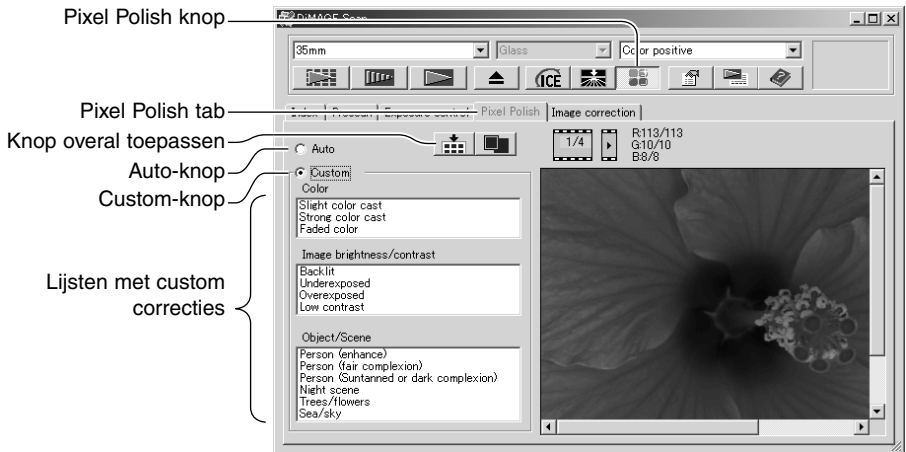 Pixel Polish knop
DiMAGE Scan
35mm
Glass
Color positive
ICE
Pixel Polish tab
Index
Prescan
Exposure control
Pixel Polish
Image correction
Knop overal toepassen
Auto-knop
Custom-knop
Lijsten met custom
correcties
Auto
1/4
R:113/113
G:10/10
B:8/8
Custom
Color
Slight color cast
Strong color cast
Faded color
Image brightness/contrast
Backlit
Underexposed
Overexposed
Low contrast
Object/Scene
Person (enhance)
Person (fair complexion)
Person (Suntanned or dark complexion)
Night scene
Trees/flowers
Sea/sky